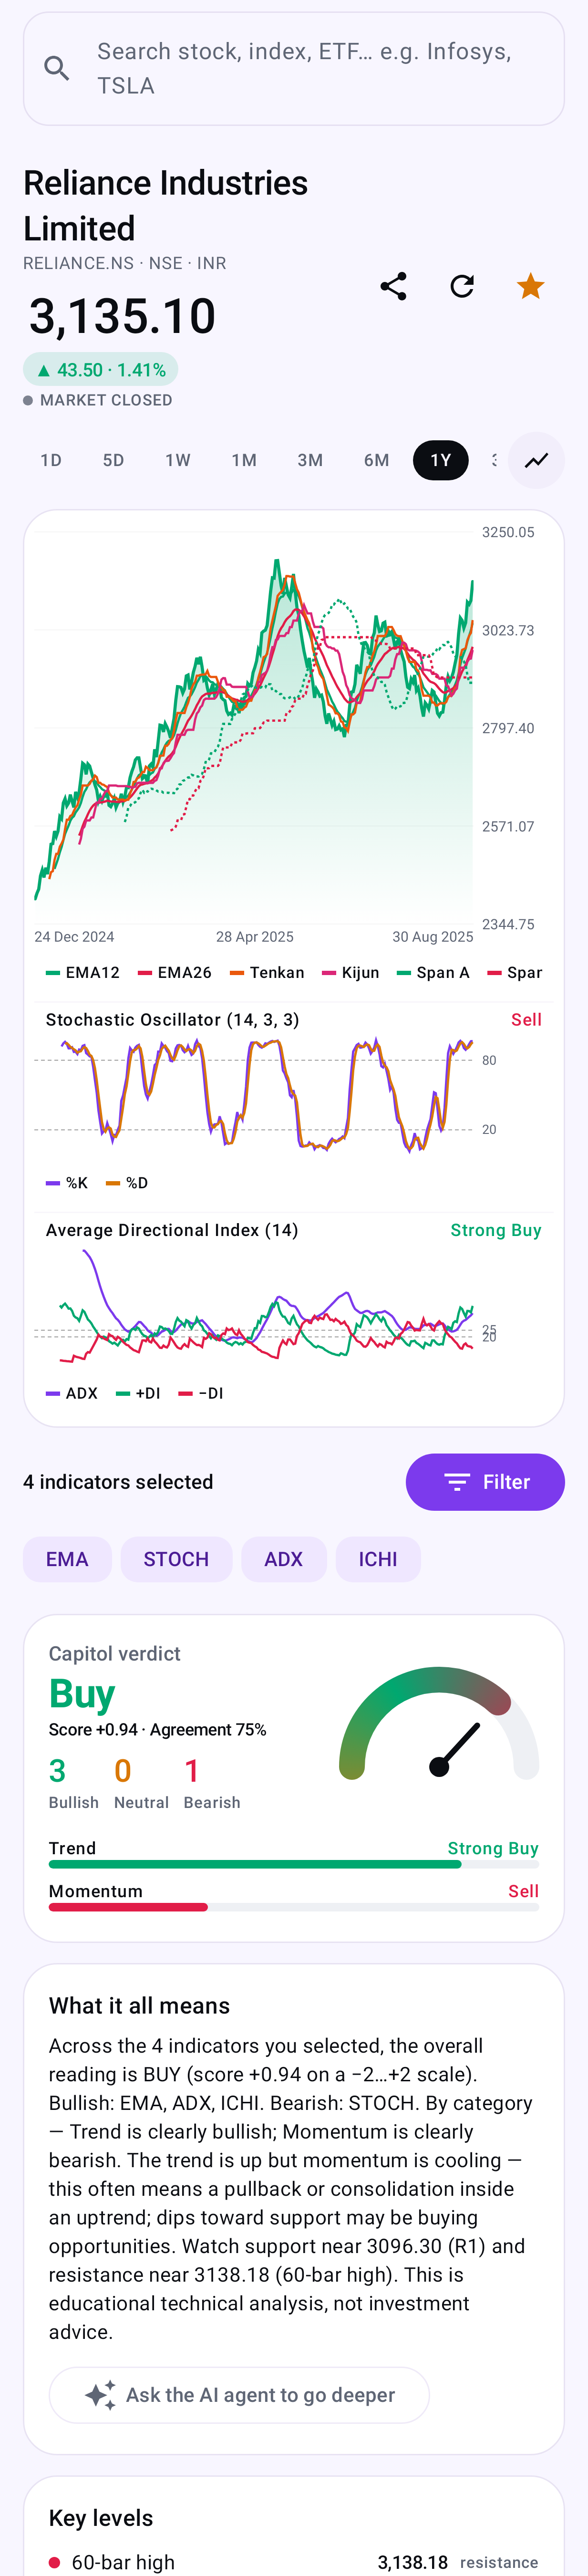 Search stock, index, ETF… e.g. Infosys,
TSLA
Reliance Industries
Limited
RELIANCE.NS · NSE · INR
3,135.10
▲ 43.50 · 1.41%
MARKET CLOSED
1D 5D 1W 1M 3M 6M 1Y
3250.05
3023.73
2797.40
2571.07
2344.75
24 Dec 2024 28 Apr 2025 30 Aug 2025
EMA12 EMA26 Tenkan Kijun Span A Span
Stochastic Oscillator (14, 3, 3) Sell
80
20
%K %D
Average Directional Index (14) Strong Buy
25
20
ADX +DI −DI
4 indicators selected
Filter
EMA STOCH ADX ICHI
Capitol verdict
Buy
Score +0.94 · Agreement 75%
3 0 1
Bullish Neutral Bearish
Trend Strong Buy
Momentum Sell
What it all means
Across the 4 indicators you selected, the overall
reading is BUY (score +0.94 on a −2…+2 scale).
Bullish: EMA, ADX, ICHI. Bearish: STOCH. By category
— Trend is clearly bullish; Momentum is clearly
bearish. The trend is up but momentum is cooling —
this often means a pullback or consolidation inside
an uptrend; dips toward support may be buying
opportunities. Watch support near 3096.30 (R1) and
resistance near 3138.18 (60-bar high). This is
educational technical analysis, not investment
advice.
Ask the AI agent to go deeper
Key levels
60-bar high 3,138.18 resistance